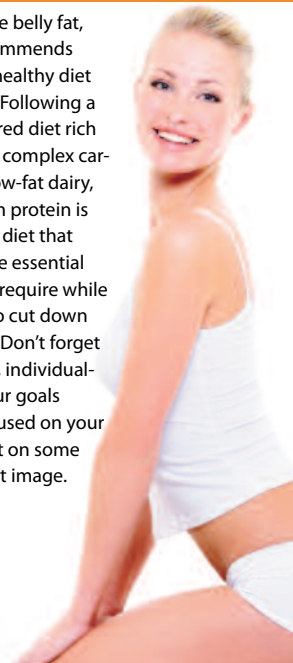 e belly fat,
ommends
healthy diet
Following a
red diet rich
complex car-
w-fat dairy,
n protein is
diet that
e essential
require while
o cut down
Don't forget
, individual-
ur goals
used on your
t on some
t image.